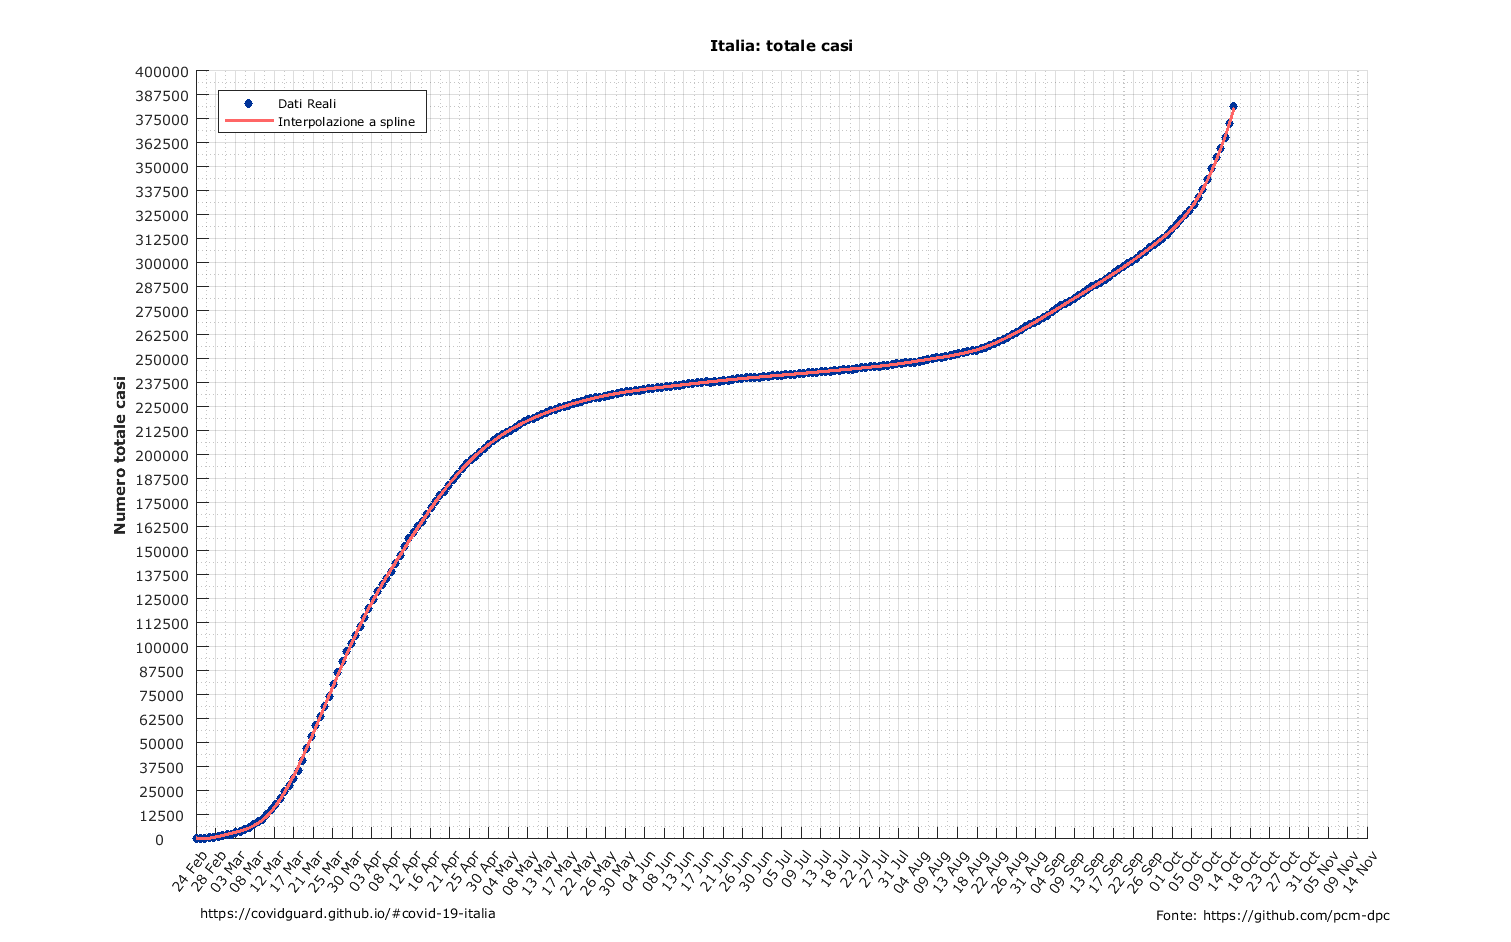 Italia: totale casi
400000
387500
375000
362500
350000
337500
325000
312500
300000
287500
275000
262500
250000
237500
225000
212500
200000
187500
175000
162500
150000
137500
125000
112500
100000
87500
75000
62500
50000
37500
25000
12500
0
Dati Reali
Interpolazione a spline
Numero totale casi
24 Feb
28 Feb
03 Mar
08 Mar
12 Mar
17 Mar
21 Mar
25 Mar
30 Mar
03 Apr
08 Apr
12 Apr
16 Apr
21 Apr
25 Apr
30 Apr
04 May
08 May
13 May
17 May
22 May
26 May
30 May
04 Jun
08 Jun
13 Jun
17 Jun
21 Jun
26 Jun
30 Jun
05 Jul
09 Jul
13 Jul
18 Jul
22 Jul
27 Jul
31 Jul
04 Aug
09 Aug
13 Aug
18 Aug
22 Aug
26 Aug
31 Aug
04 Sep
09 Sep
13 Sep
17 Sep
22 Sep
26 Sep
01 Oct
05 Oct
09 Oct
14 Oct
18 Oct
23 Oct
27 Oct
31 Oct
05 Nov
09 Nov
14 Nov
https://covidguard.github.io/#covid-19-italia
Fonte: https://github.com/pcm-dpc